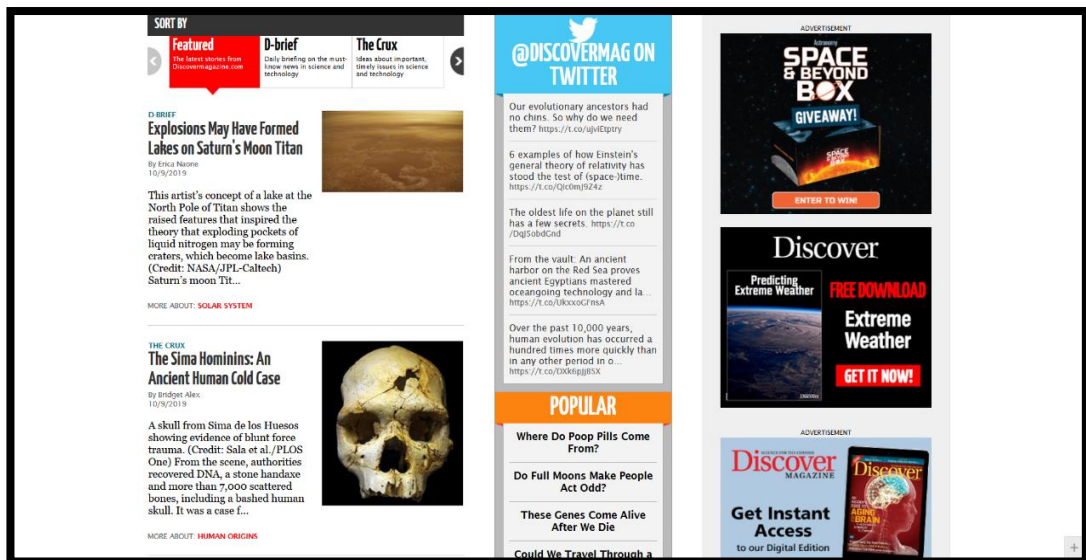 SORT BY
Featured
The latest stories from
Discovermagazine.com
D-brief
Daily briefing on the must-
know news in science and
technology
The Crux
Ideas about important,
timely issues in science
and technology
D-BRIEF
Explosions May Have Formed
Lakes on Saturn's Moon Titan
By Erica Naone
10/9/2019
This artist's concept of a lake at the
North Pole of Titan shows the
raised features that inspired the
theory that exploding pockets of
liquid nitrogen may be forming
craters, which become lake basins.
(Credit: NASA/JPL-Caltech)
Saturn's moon Tit...
MORE ABOUT: SOLAR SYSTEM
THE CRUX
The Sima Hominins: An
Ancient Human Cold Case
By Bridget Alex
10/9/2019
A skull from Sima de los Huesos
showing evidence of blunt force
trauma. (Credit: Sala et al./PLOS
One) From the scene, authorities
recovered DNA, a stone handaxe
and more than 7,000 scattered
bones, including a bashed human
skull. It was a case f...
MORE ABOUT: HUMAN ORIGINS
@DISCOVERMAG ON
TWITTER
Our evolutionary ancestors had
no chins. So why do we need
them? https://t.co/uJviEtptry
6 examples of how Einstein's
general theory of relativity has
stood the test of (space-)time.
https://t.co/Qlc0mJ9Z4z
The oldest life on the planet still
has a few secrets. https://t.co
/DqJSobdGnd
From the vault: An ancient
harbor on the Red Sea proves
ancient Egyptians mastered
oceangoing technology and la...
https://t.co/UkxxoGFnsA
Over the past 10,000 years,
human evolution has occurred a
hundred times more quickly than
in any other period in o...
https://t.co/DXk6pJjBSX
POPULAR
Where Do Poop Pills Come
From?
Do Full Moons Make People
Act Odd?
These Genes Come Alive
After We Die
Could We Travel Through a
ADVERTISEMENT
Astronomy
SPACE
& BEYOND
BOX
GIVEAWAY!
SPACE
& BEYOND
BOX
ENTER TO WIN!
Discover
Predicting
Extreme Weather
FREE DOWNLOAD
Extreme
Weather
GET IT NOW!
ADVERTISEMENT
Discover
MAGAZINE
Get Instant
Access
to our Digital Edition
Discover
AGING
BRAIN